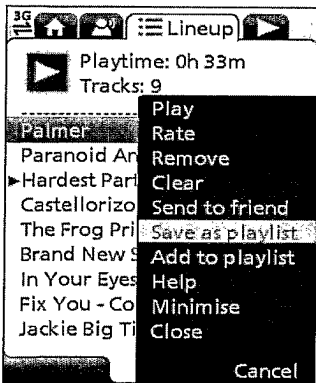 3G
Lineup
Playtime: 0h 33m
Tracks: 9
Palmer
Paranoid An
Hardest Part
Castellorizo
The Frog Pri
Brand New S
In Your Eyes
Fix You - Co
Jackie Big Ti
Play
Rate
Remove
Clear
Send to friend
Save as playlist
Add to playlist
Help
Minimise
Close
Cancel